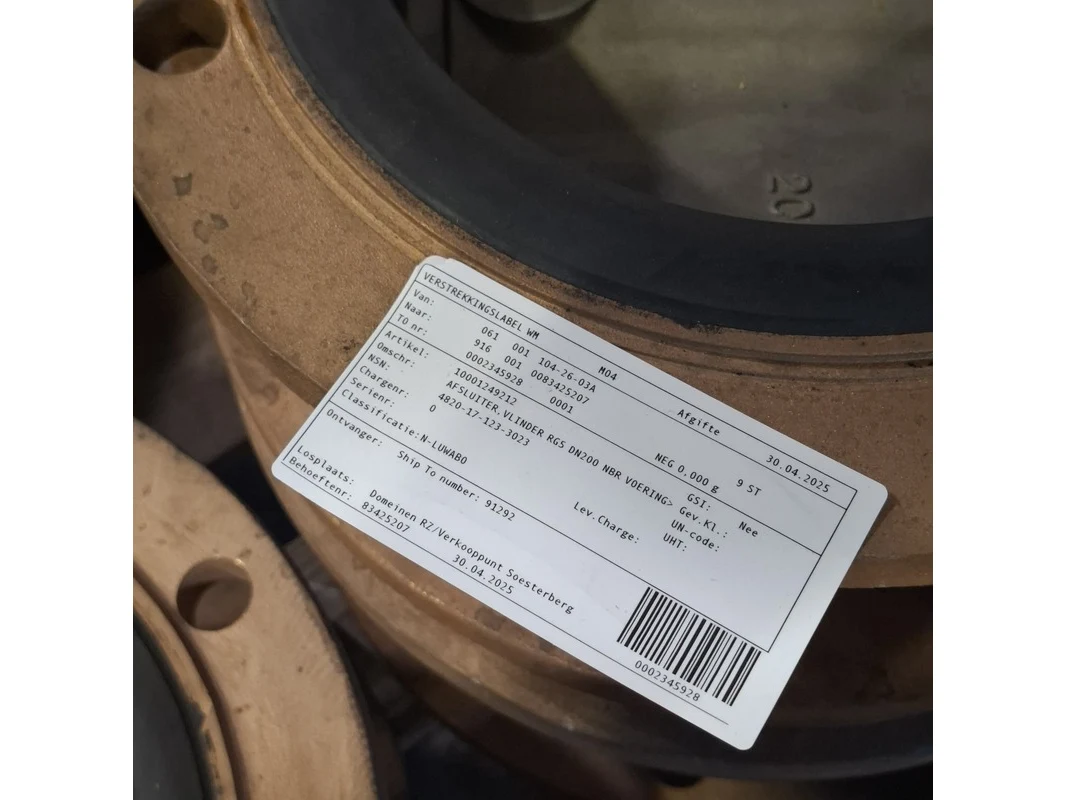 20
VERSTREKKINGSLABEL WM M04 Afgifte 30.04.2025
Van: 061 001 104-26-03A
Naar: 916 001 0083425207
TO nr: 0002345928 0001
Artikel: 10001249212 NEG 0.000 g 9 ST
Omschr: AFSLUITER,VLINDER RG5 DN200 NBR VOERING>
NSN: 4820-17-123-3023 GSI: Nee
Chargenr: 0 Gev.Kl.:
Serienr: UN-code:
Classificatie: N-LUWABO Lev.Charge: UHT:
Ontvanger: Ship To number: 91292
Losplaats: Domeinen RZ/Verkooppunt Soesterberg
Behoeftenr: 83425207 30.04.2025
0002345928